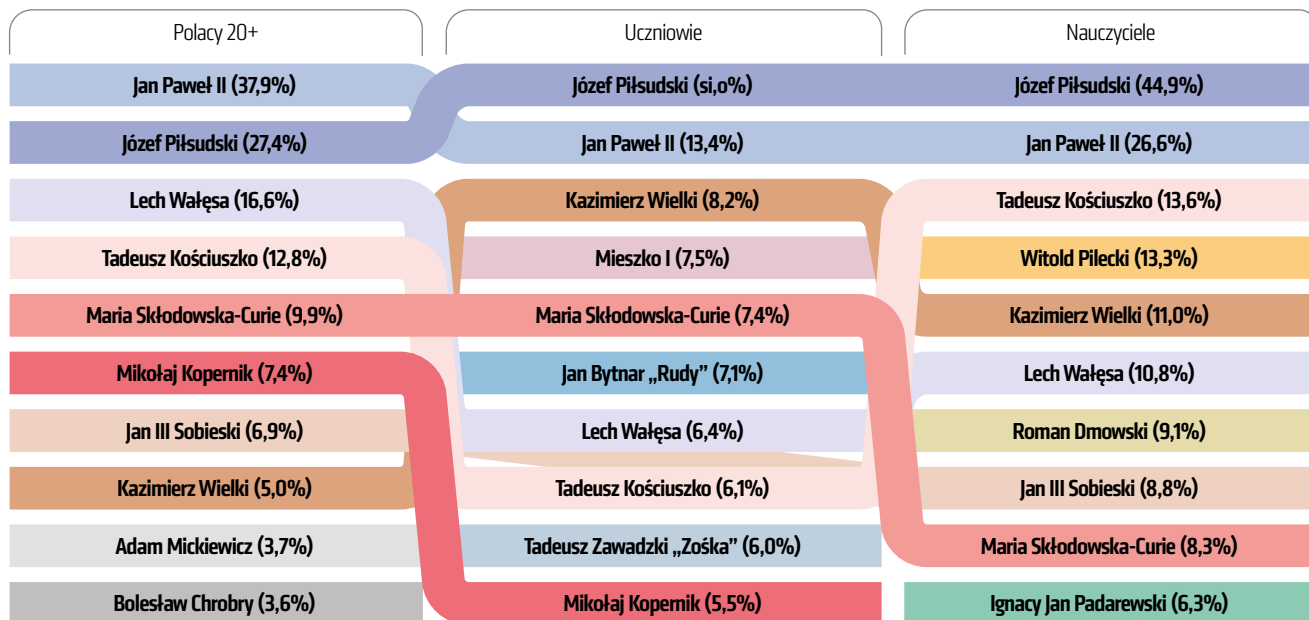 Polacy 20+
Uczniowie
Nauczyciele
Jan Paweł II (37,9%)
Józef Piłsudski (si,o%)
Józef Piłsudski (44,9%)
Józef Piłsudski (27,4%)
Jan Paweł II (13,4%)
Jan Paweł II (26,6%)
Lech Wałęsa (16,6%)
Kazimierz Wielki (8,2%)
Tadeusz Kościuszko (13,6%)
Tadeusz Kościuszko (12,8%)
Mieszko I (7,5%)
Witold Pilecki (13,3%)
Maria Skłodowska-Curie (9,9%)
Maria Skłodowska-Curie (7,4%)
Kazimierz Wielki (11,0%)
Mikołaj Kopernik (7,4%)
Jan Bytnar „Rudy” (7,1%)
Lech Wałęsa (10,8%)
Jan III Sobieski (6,9%)
Lech Wałęsa (6,4%)
Roman Dmowski (9,1%)
Kazimierz Wielki (5,0%)
Tadeusz Kościuszko (6,1%)
Jan III Sobieski (8,8%)
Adam Mickiewicz (3,7%)
Tadeusz Zawadzki „Zośka” (6,0%)
Maria Skłodowska-Curie (8,3%)
Bolesław Chrobry (3,6%)
Mikołaj Kopernik (5,5%)
Ignacy Jan Padarewski (6,3%)